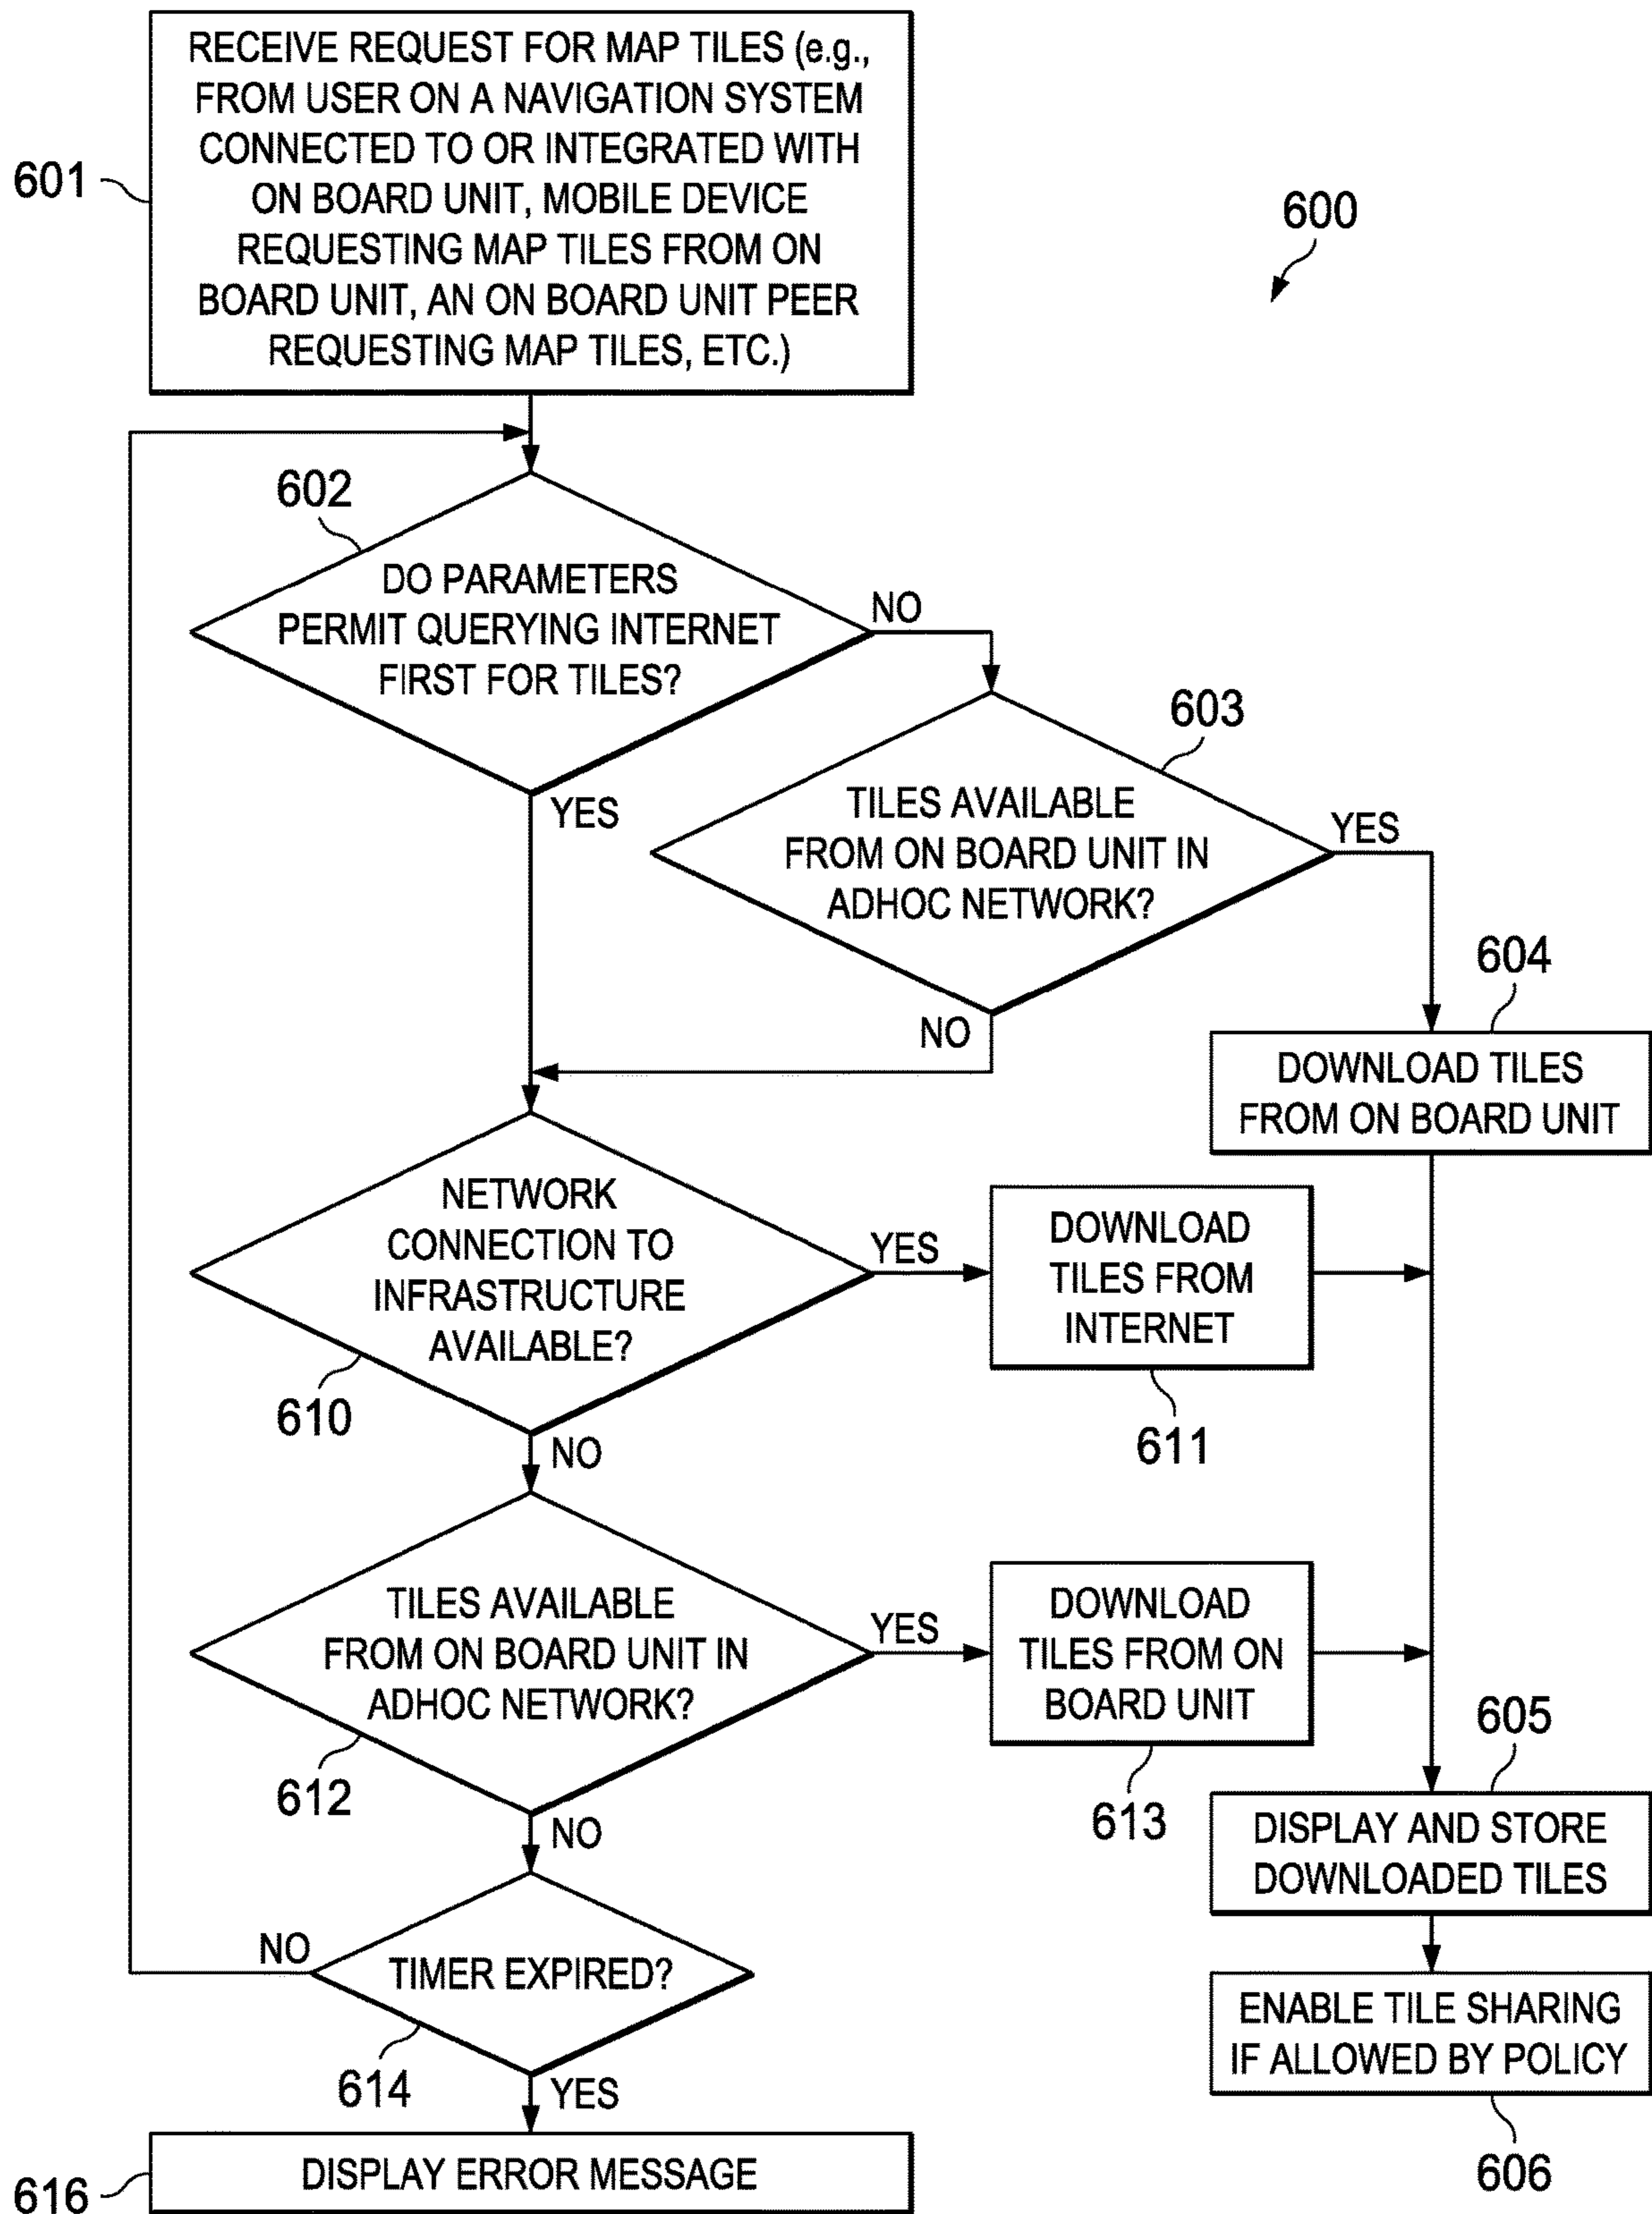 RECEIVE REQUEST FOR MAP TILES (e.g.,
FROM USER ON A NAVIGATION SYSTEM
CONNECTED TO OR INTEGRATED WITH
ON BOARD UNIT, MOBILE DEVICE
REQUESTING MAP TILES FROM ON
BOARD UNIT, AN ON BOARD UNIT PEER
REQUESTING MAP TILES, ETC.)
601
600
602
DO PARAMETERS
PERMIT QUERYING INTERNET
FIRST FOR TILES?
NO
YES
603
TILES AVAILABLE
FROM ON BOARD UNIT IN
ADHOC NETWORK?
YES
NO
604
DOWNLOAD TILES
FROM ON BOARD UNIT
NETWORK
CONNECTION TO
INFRASTRUCTURE
AVAILABLE?
610
YES
NO
DOWNLOAD
TILES FROM
INTERNET
611
TILES AVAILABLE
FROM ON BOARD UNIT IN
ADHOC NETWORK?
612
YES
NO
DOWNLOAD
TILES FROM ON
BOARD UNIT
613
605
DISPLAY AND STORE
DOWNLOADED TILES
NO
TIMER EXPIRED?
614
YES
ENABLE TILE SHARING
IF ALLOWED BY POLICY
606
DISPLAY ERROR MESSAGE
616